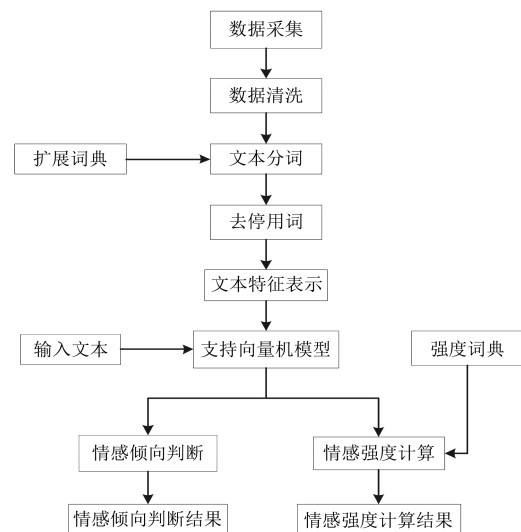 数据采集
数据清洗
扩展词典
文本分词
去停用词
文本特征表示
输入文本
支持向量机模型
强度词典
情感倾向判断
情感强度计算
情感倾向判断结果
情感强度计算结果